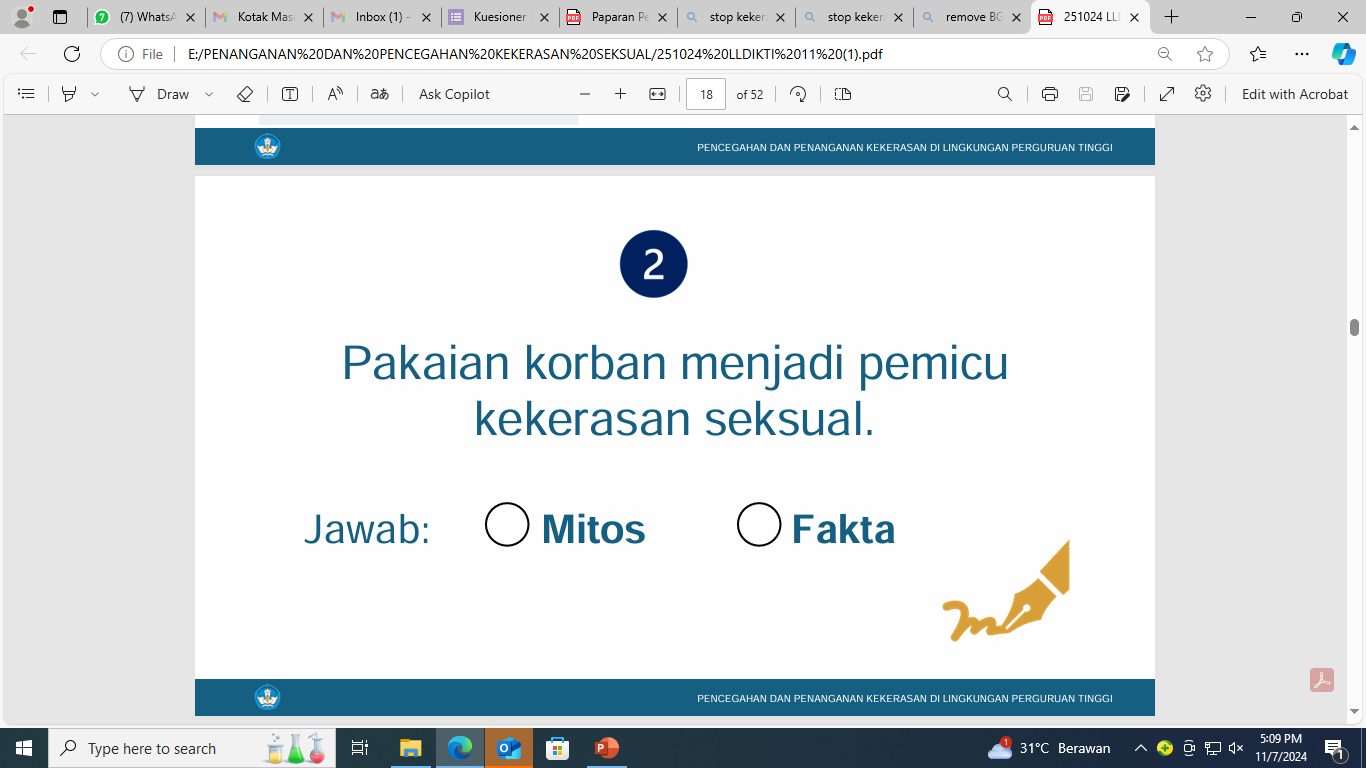 (7) WhatsA
Kotak Mas
Inbox (1) -
Kuesioner
Paparan Pe
stop keker
stop keker
remove BG
251024 LLD
File
E:/PENANGANAN%20DAN%20PENCEGAHAN%20KEKERASAN%20SEKSUAL/251024%20LLDIKTI%2011%20(1).pdf
Draw
Ask Copilot
18 of 52
Edit with Acrobat
PENCEGAHAN DAN PENANGANAN KEKERASAN DI LINGKUNGAN PERGURUAN TINGGI
2
Pakaian korban menjadi pemicu
kekerasan seksual.
Jawab: Mitos Fakta
PENCEGAHAN DAN PENANGANAN KEKERASAN DI LINGKUNGAN PERGURUAN TINGGI
Type here to search
31°C Berawan
5:09 PM
11/7/2024